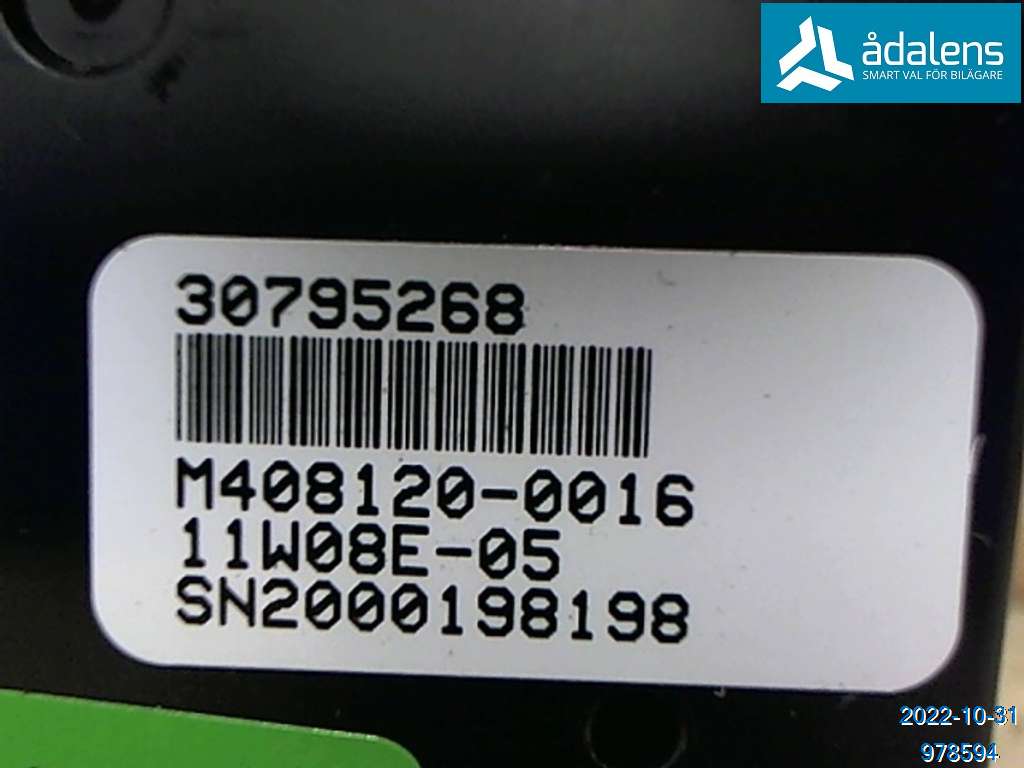 ådalens
SMART VAL FÖR BILÄGARE
30795268
M408120-0016
11W08E-05
SN2000198198
2022-10-31
978594